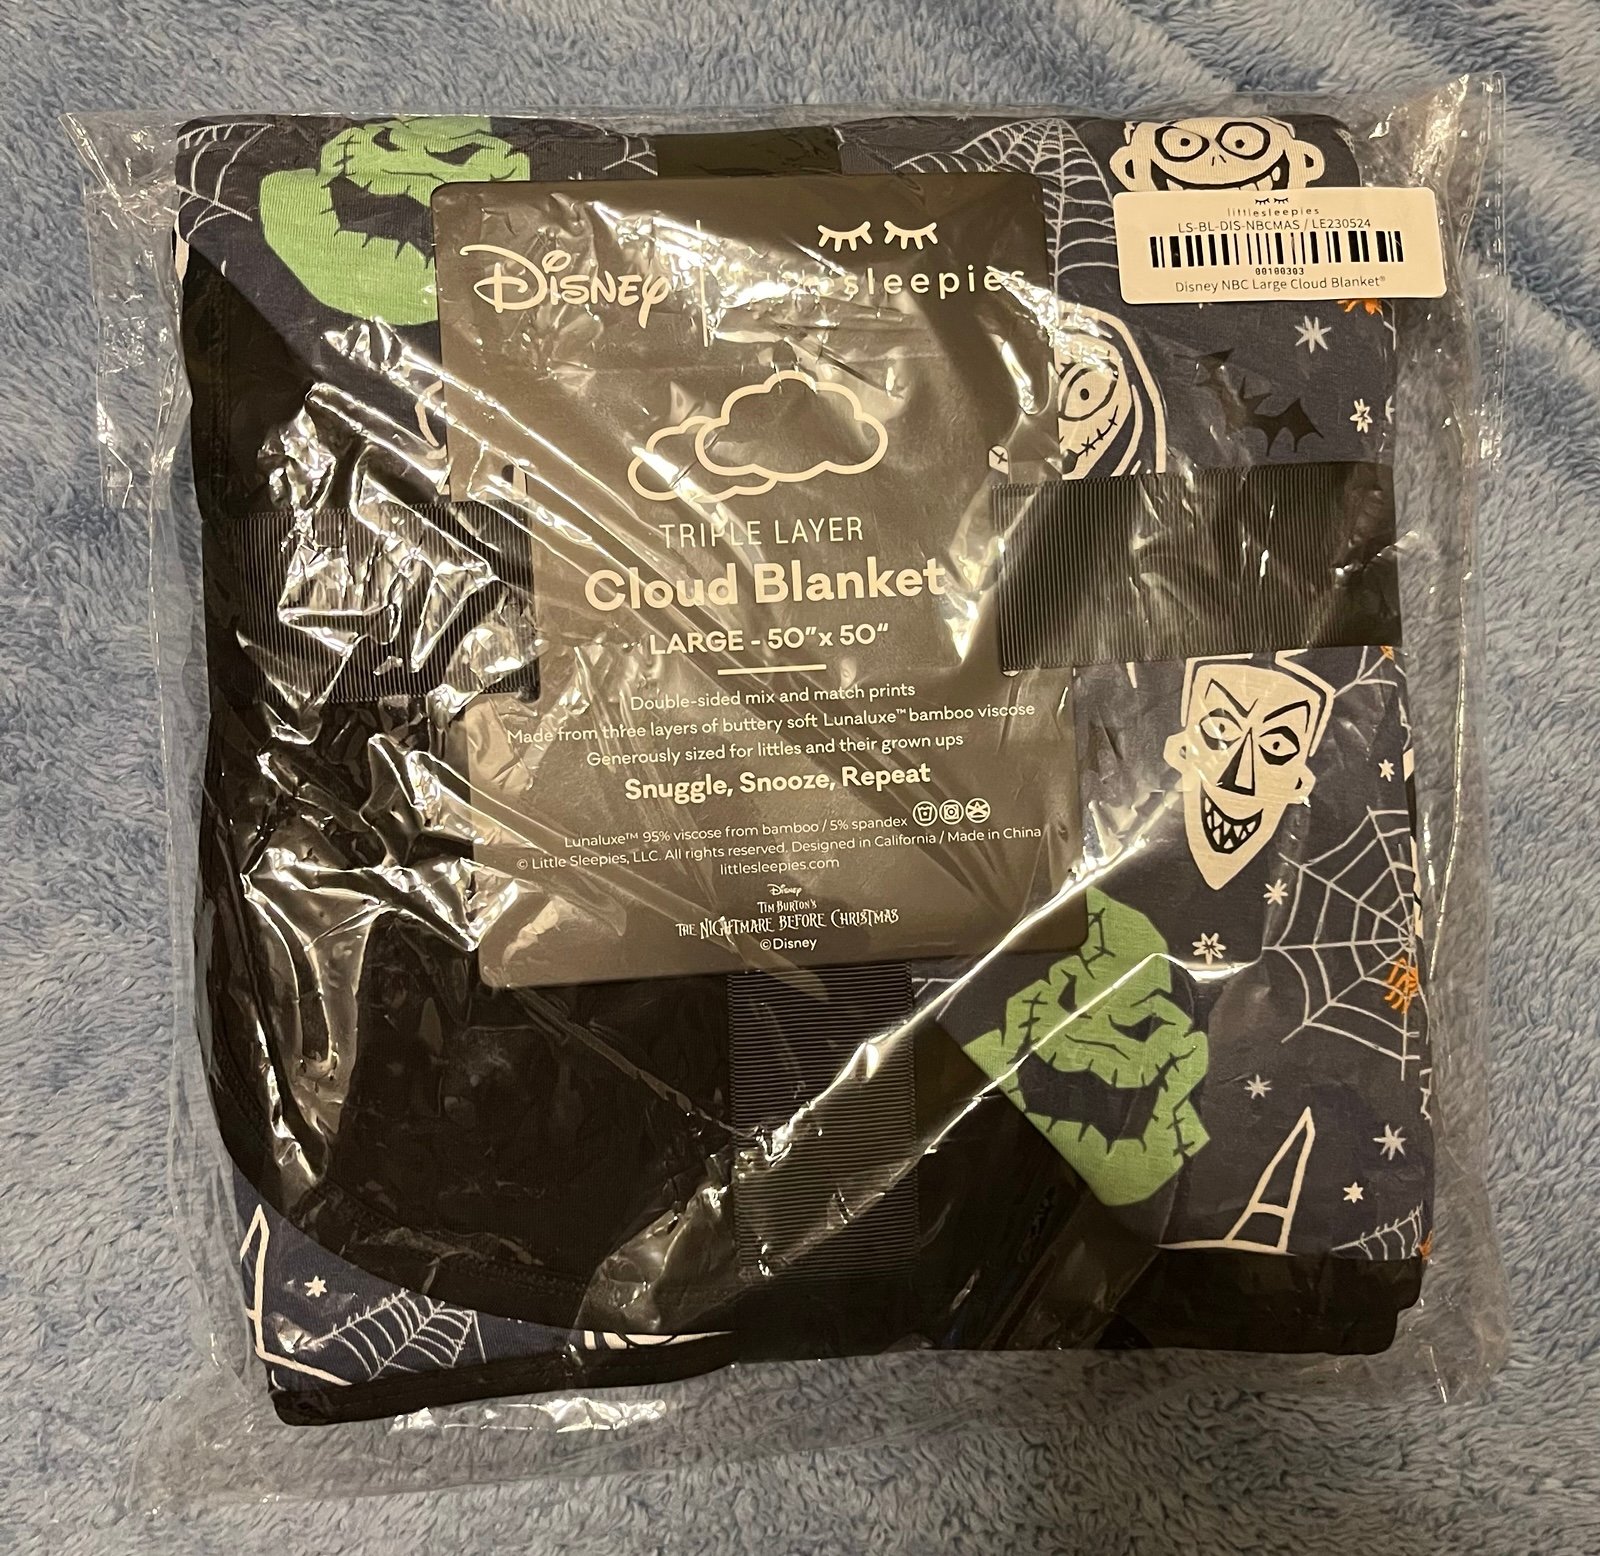 littlesleepies
LS-BL-DIS-NBCMAS / LE230524
00100303
Disney NBC Large Cloud Blanket®
Disney | sleepies
TRIPLE LAYER
Cloud Blanket
LARGE - 50" x 50"
Double-sided mix and match prints
Made from three layers of buttery soft Lunaluxe™ bamboo viscose
Generously sized for littles and their grown ups
Snuggle, Snooze, Repeat
Lunaluxe™ 95% viscose from bamboo / 5% spandex
© Little Sleepies, LLC. All rights reserved. Designed in California / Made in China
littlesleepies.com
Disney
TIM BURTON'S
THE NIGHTMARE BEFORE CHRISTMAS
©Disney